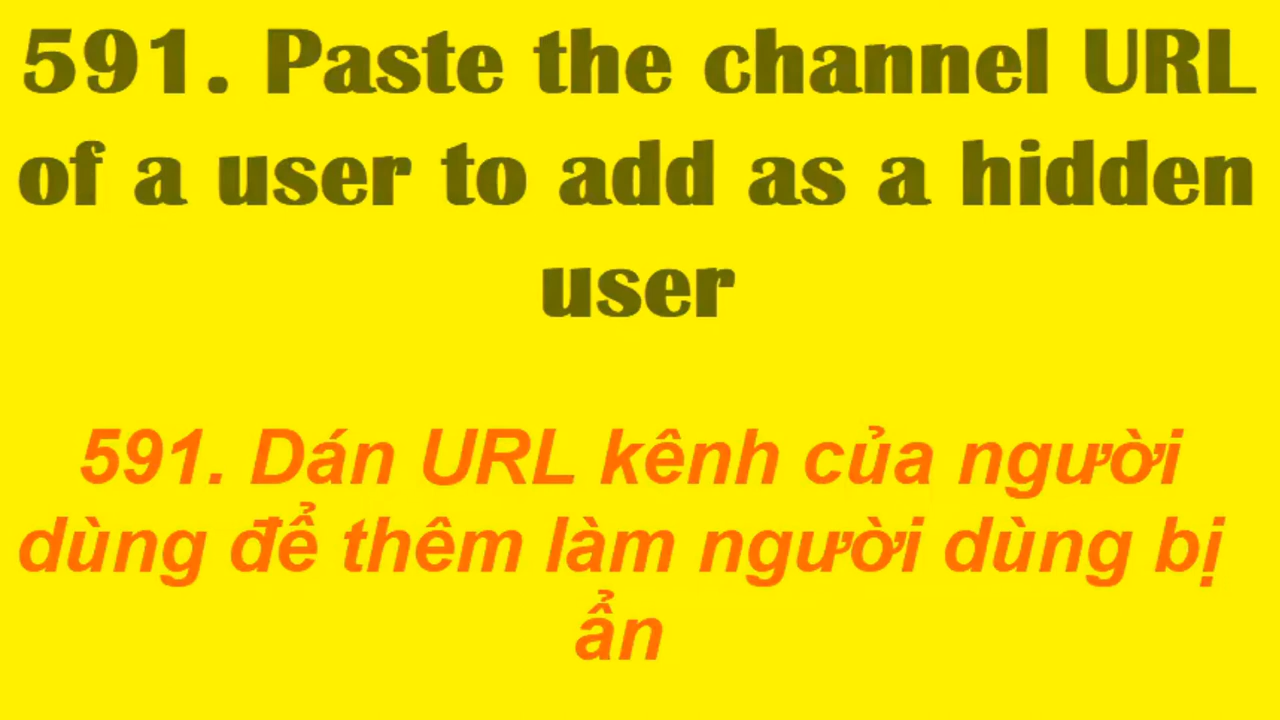 591. Paste the channel URL
of a user to add as a hidden
user
591. Dán URL kênh của người
dùng để thêm làm người dùng bị
ẩn